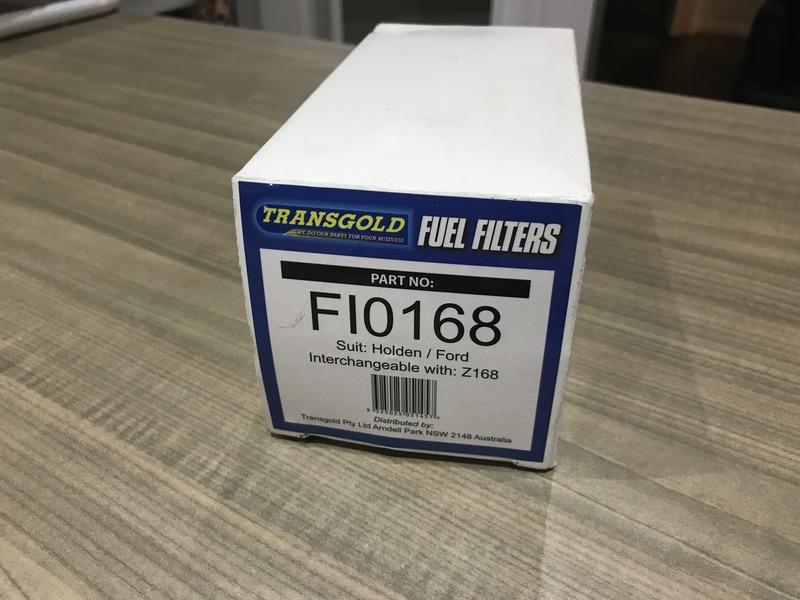 TRANSGOLD
WE DO OUR PARTS FOR YOUR BUSINESS
FUEL FILTERS
PART NO:
FI0168
Suit: Holden / Ford
Interchangeable with: Z168
Distributed by:
Transgold Pty Ltd Arndell Park NSW 2148 Australia